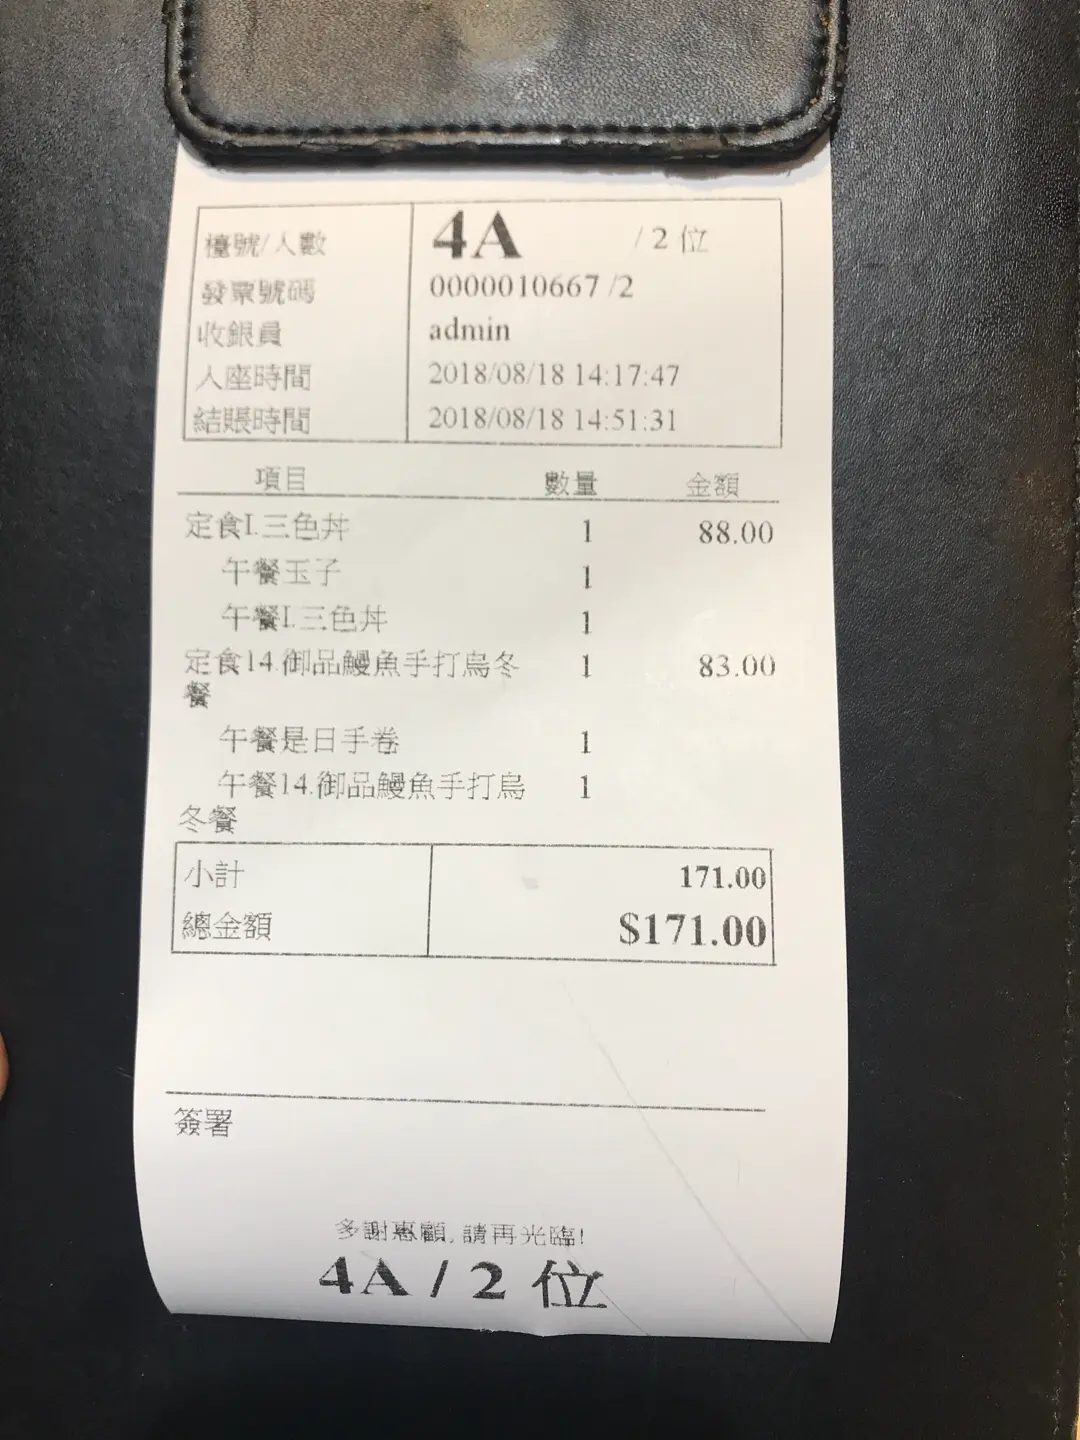 檯號/人數 4A / 2 位
發票號碼 0000010667 /2
收銀員 admin
入座時間 2018/08/18 14:17:47
結賬時間 2018/08/18 14:51:31
項目 數量 金額
定食I.三色丼 1 88.00
午餐玉子 1
午餐I.三色丼 1
定食14.御品鰻魚手打烏冬 1 83.00
餐
午餐是日手卷 1
午餐14.御品鰻魚手打烏 1
冬餐
小計 171.00
總金額 $171.00
簽署
多謝惠顧,請再光臨!
4A / 2 位